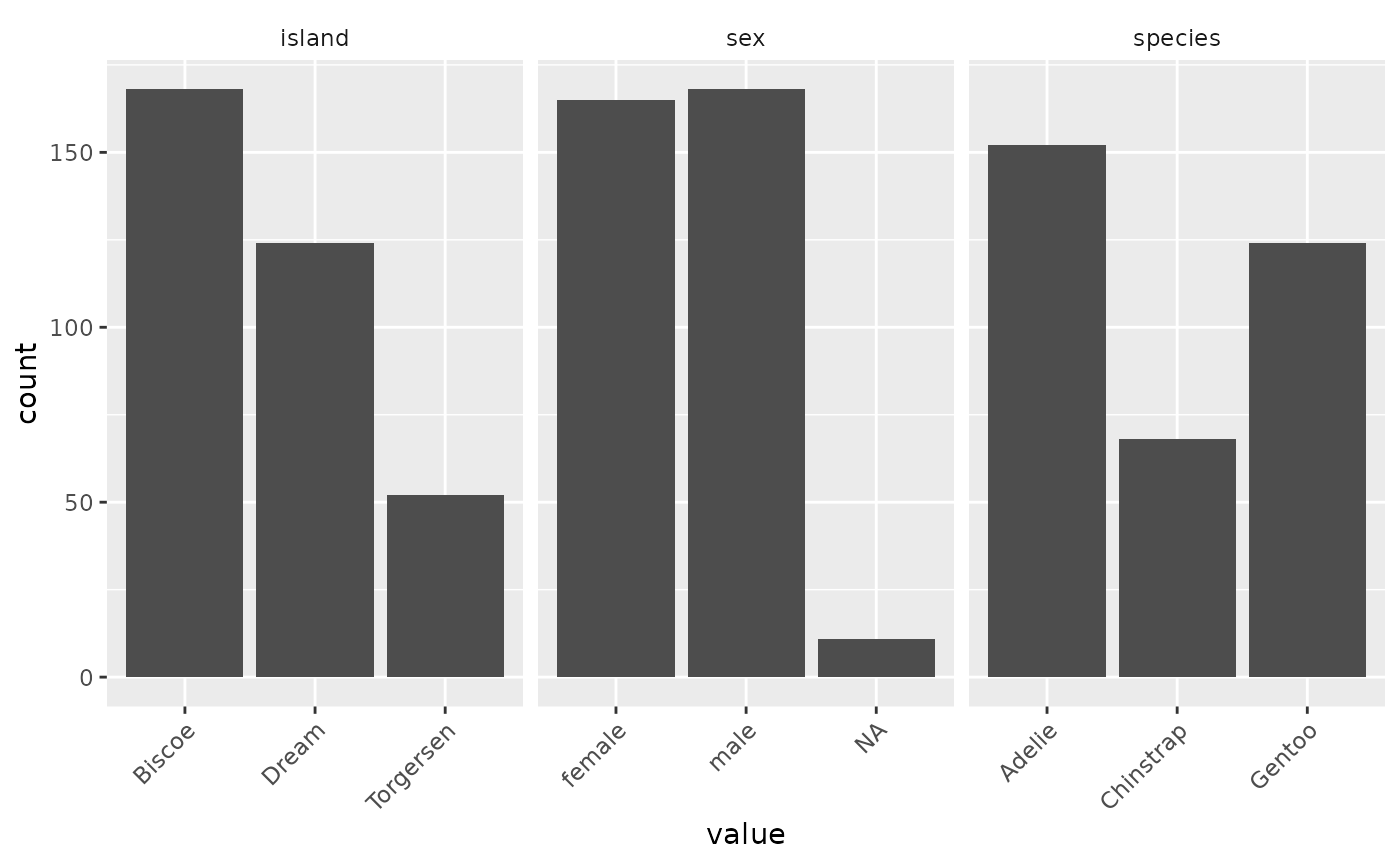 island
sex
species
count
150
100
50
0
Biscoe
Dream
Torgersen
female
male
NA
Adelie
Chinstrap
Gentoo
value